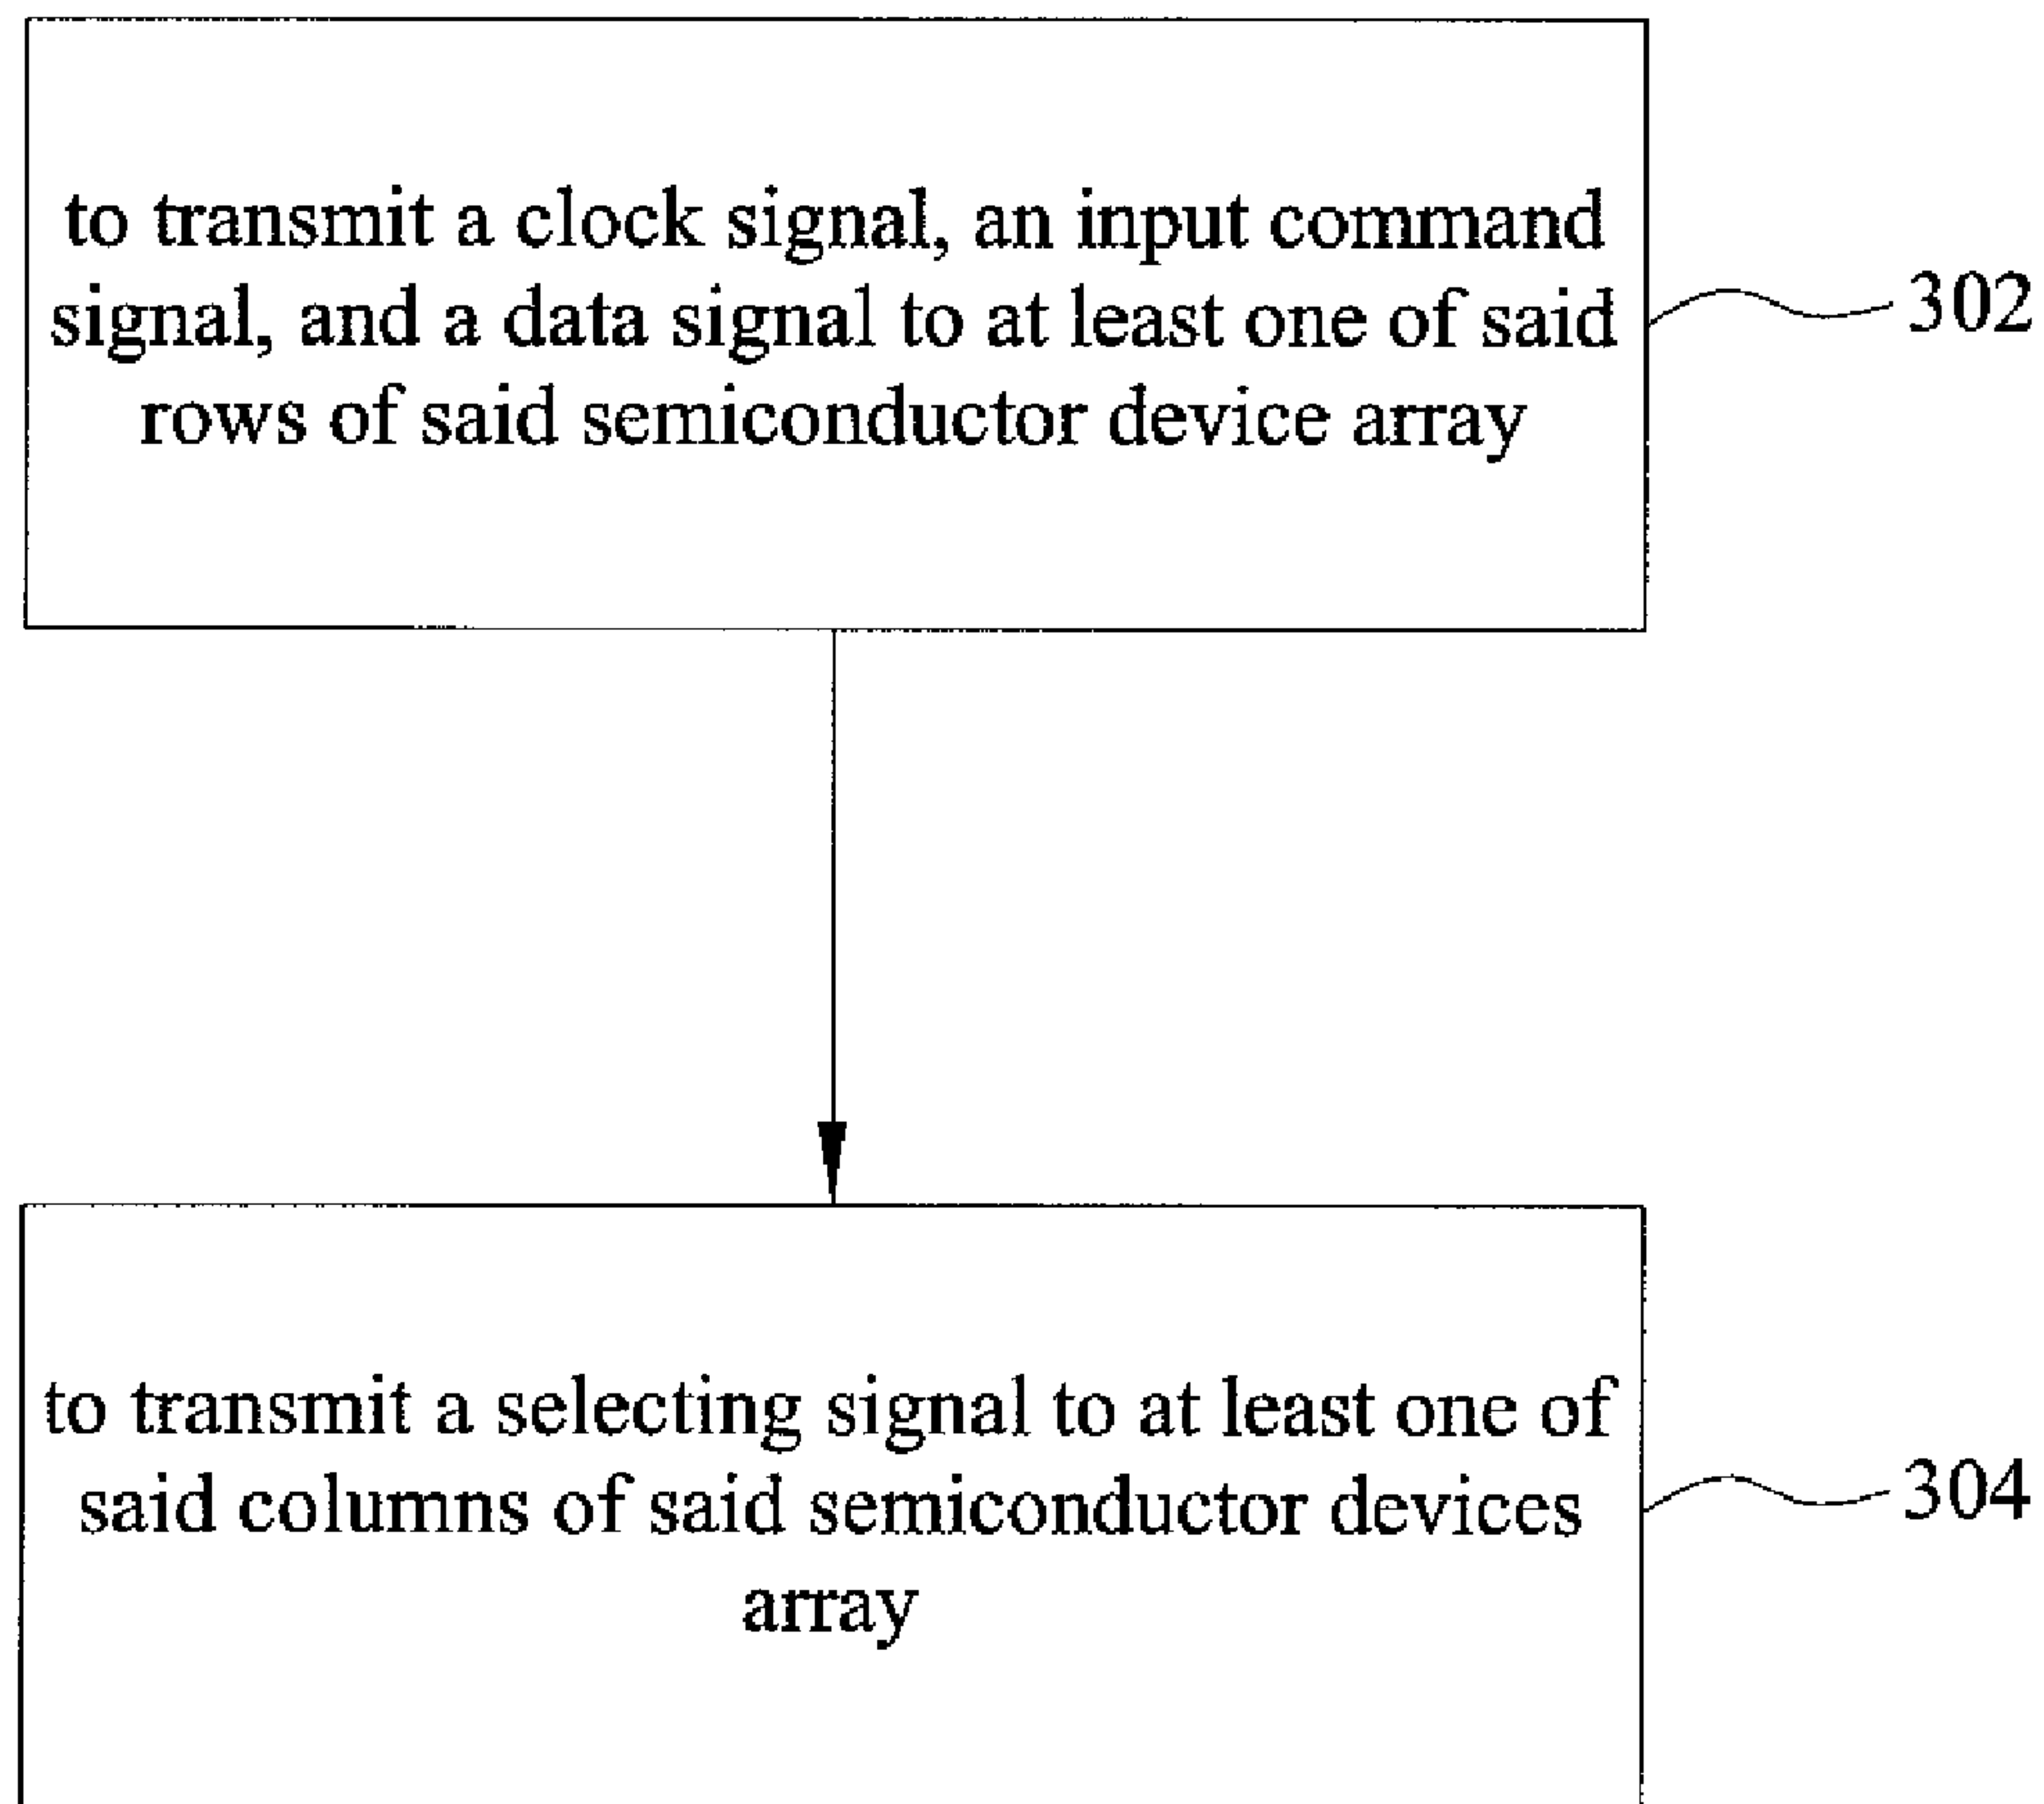 to transmit a clock signal, an input command
signal, and a data signal to at least one of said
rows of said semiconductor device array
302
to transmit a selecting signal to at least one of
said columns of said semiconductor devices
array
304